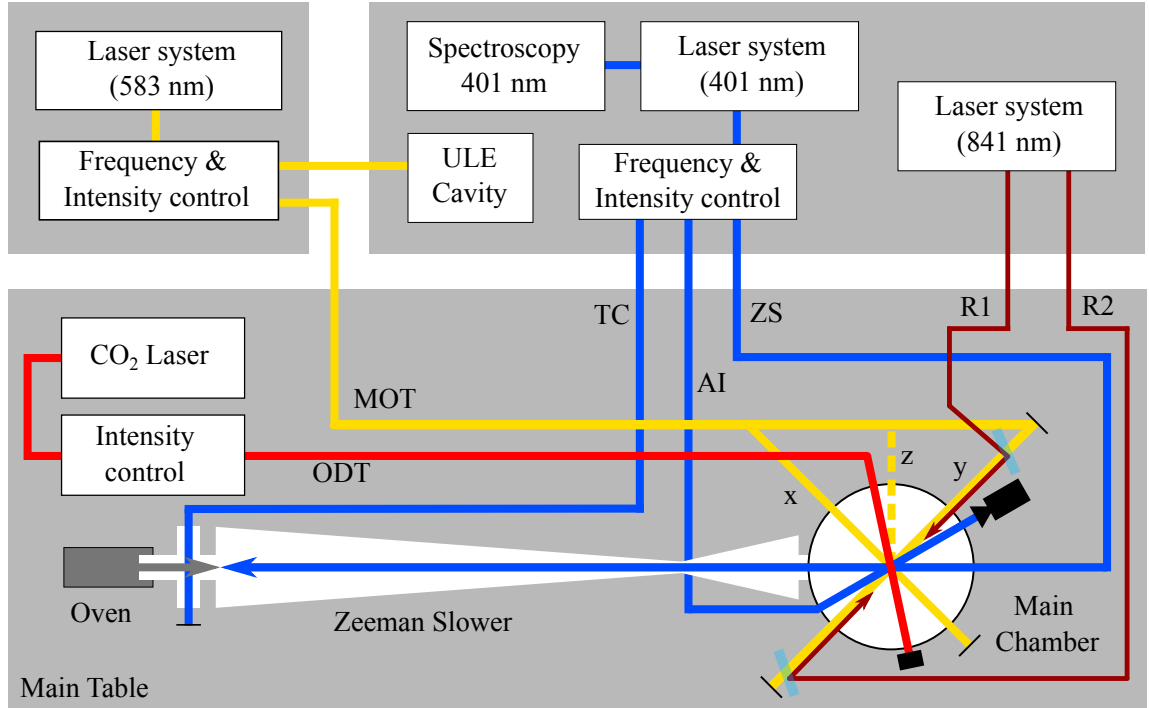 Laser system
(583 nm)
Frequency &
Intensity control
Spectroscopy
401 nm
Laser system
(401 nm)
ULE
Cavity
Frequency &
Intensity control
Laser system
(841 nm)
TC
ZS
R1
R2
CO₂ Laser
AI
MOT
Intensity
control
ODT
z
y
x
Oven
Zeeman Slower
Main
Chamber
Main Table